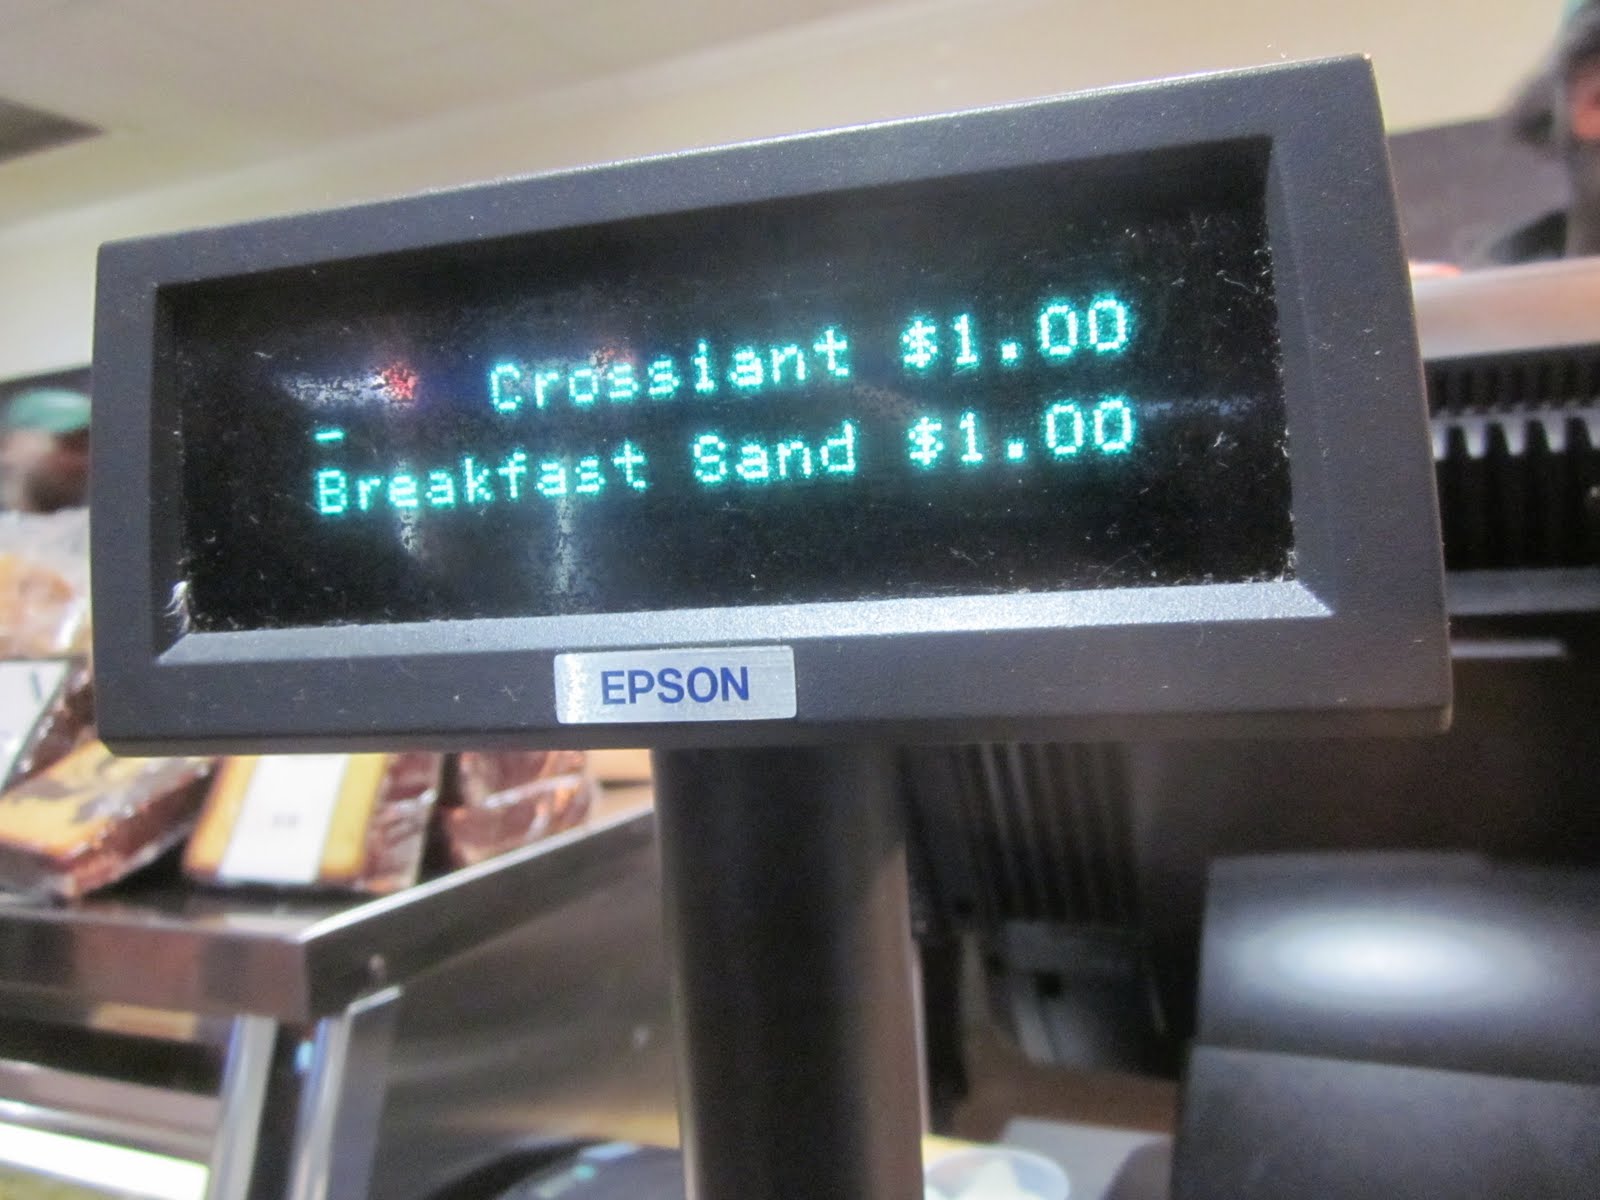 Crossiant $1.00
Breakfast Sand $1.00
EPSON